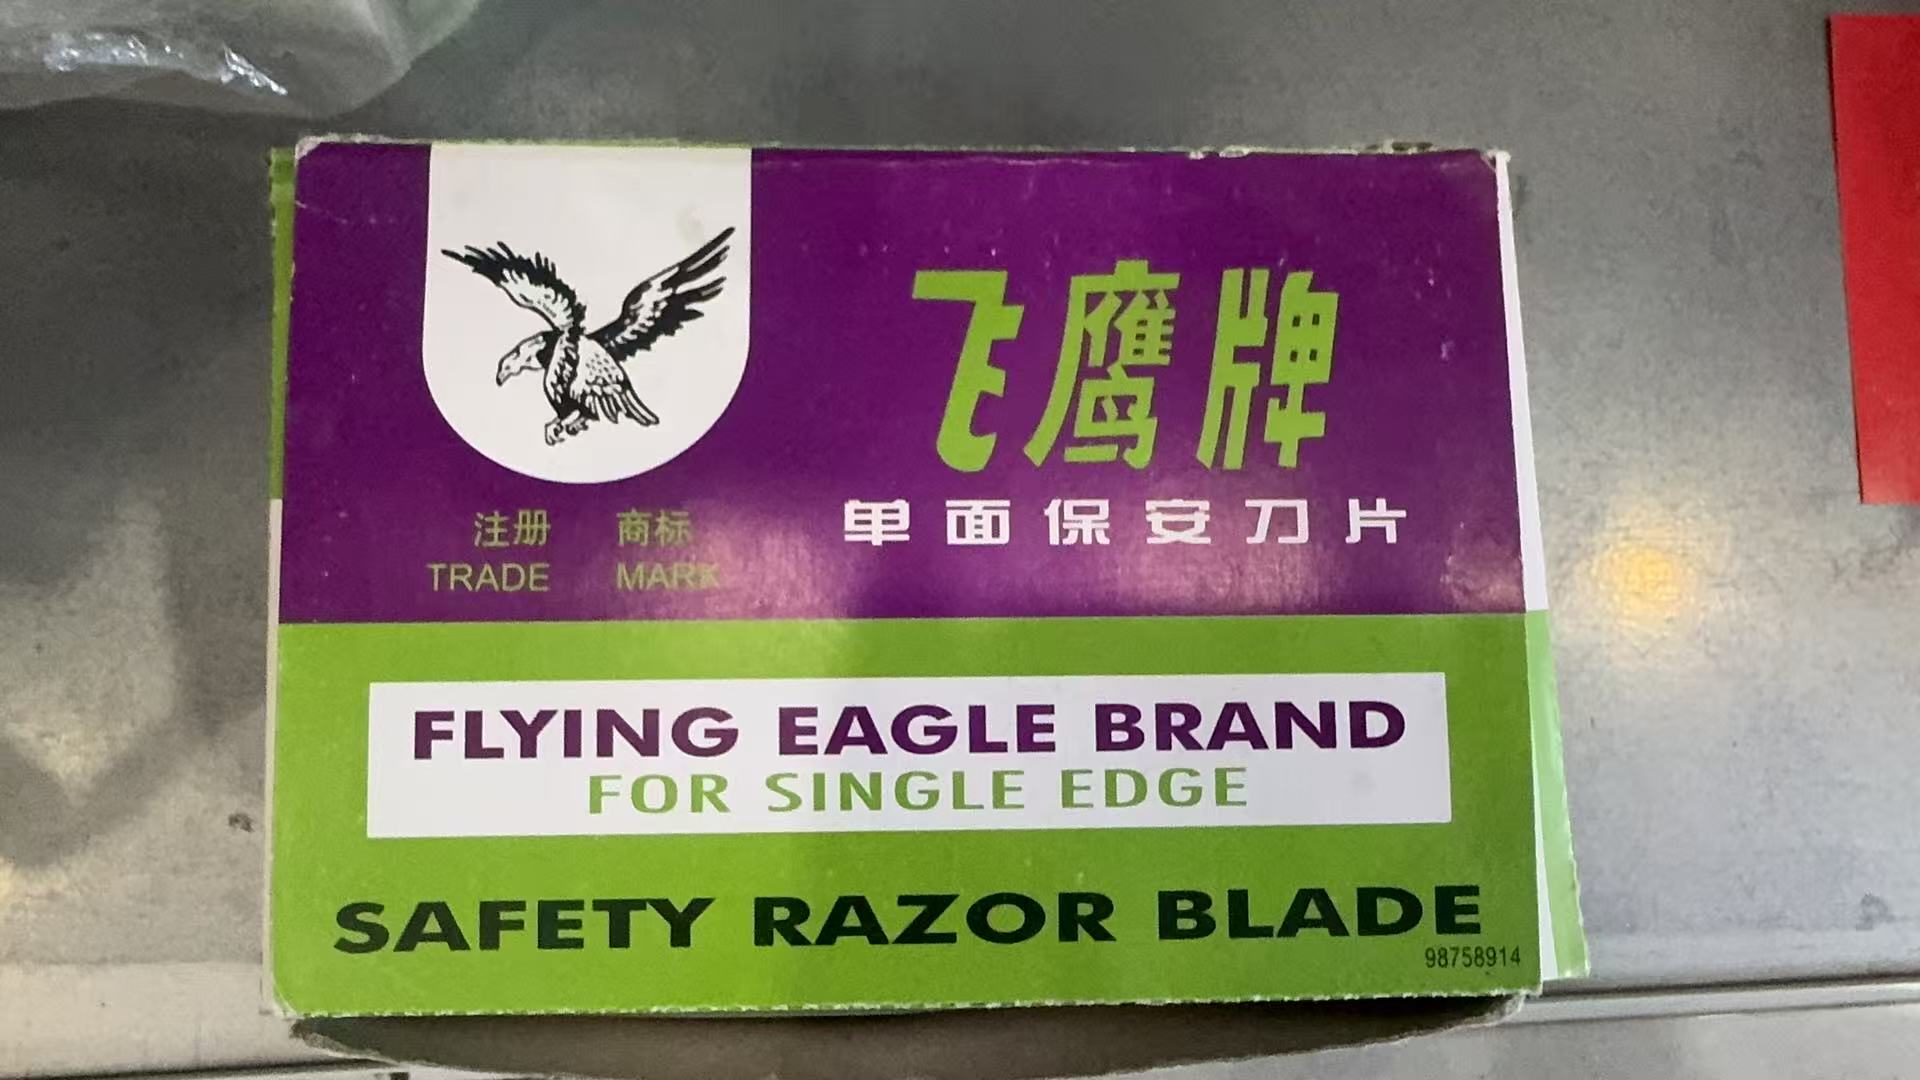 飞鹰牌
单面保安刀片
注册 商标
TRADE MARK
FLYING EAGLE BRAND
FOR SINGLE EDGE
SAFETY RAZOR BLADE
98758914